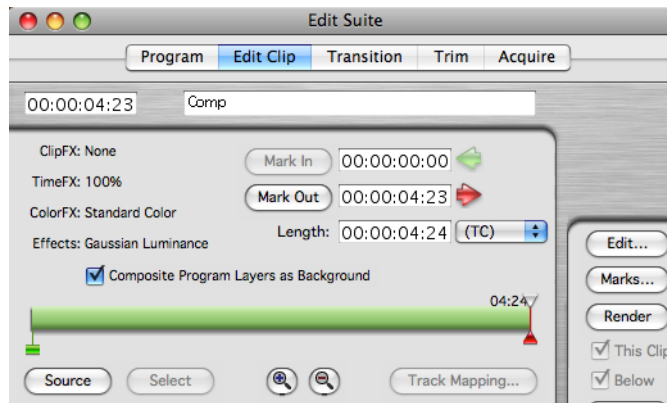 Edit Suite
Program Edit Clip Transition Trim Acquire
00:00:04:23 Comp
ClipFX: None
Mark In 00:00:00:00
TimeFX: 100%
Mark Out 00:00:04:23
ColorFX: Standard Color
Length: 00:00:04:24 (TC)
Effects: Gaussian Luminance
Edit...
Composite Program Layers as Background
Marks...
04:24
Render
This Clip
Source Select Track Mapping... Below